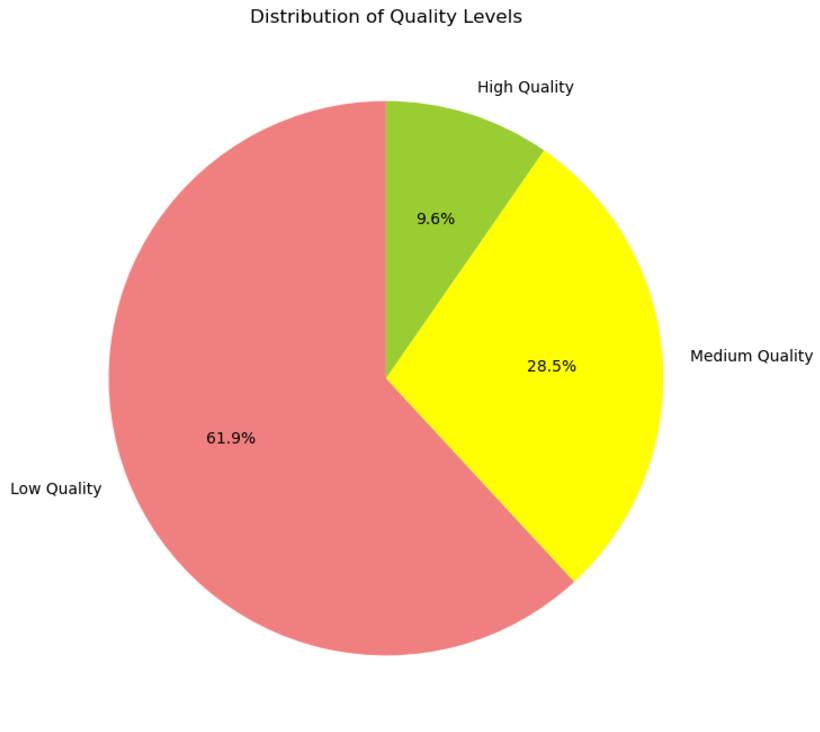 Distribution of Quality Levels
High Quality
9.6%
Medium Quality
28.5%
61.9%
Low Quality